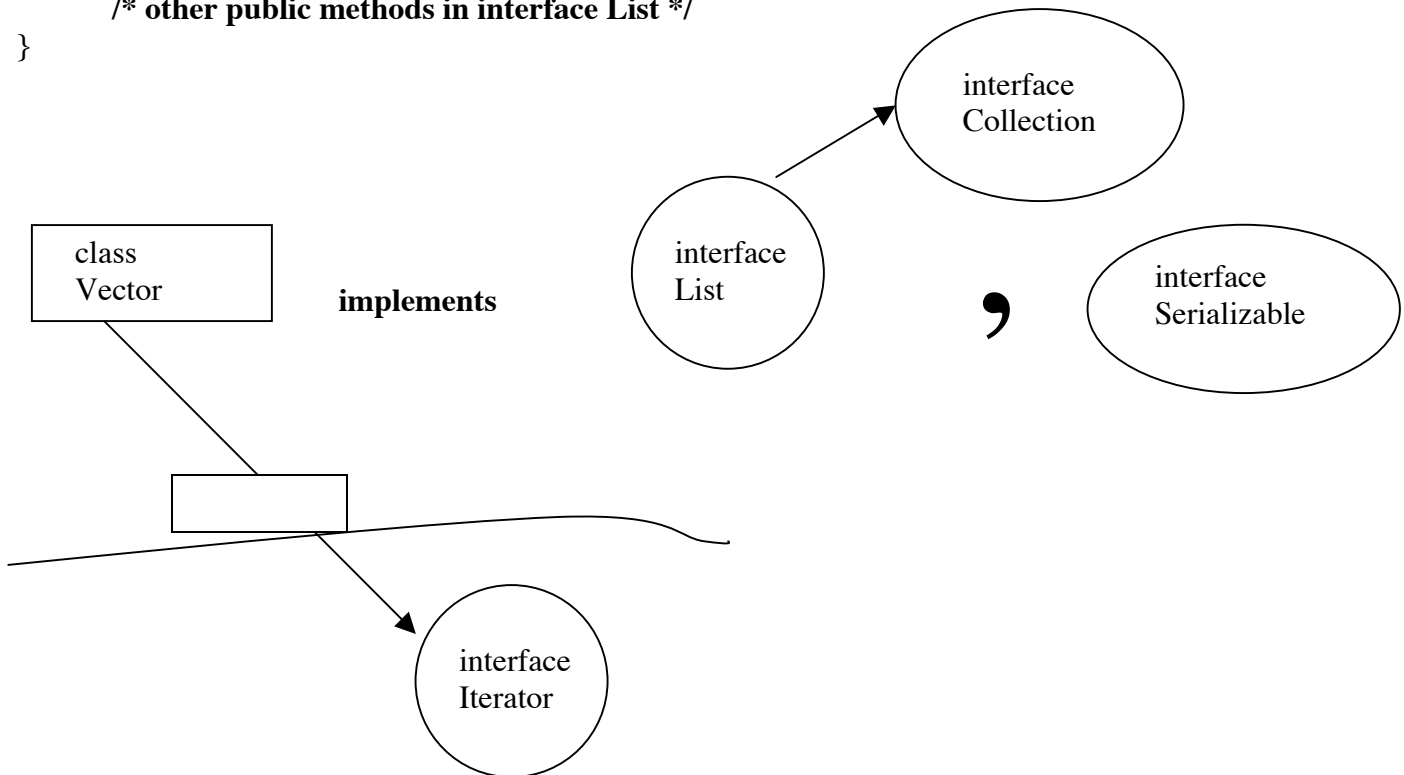 /* other public methods in interface List */
}
interface
Collection
class
Vector
implements
interface
List
,
interface
Serializable
interface
Iterator